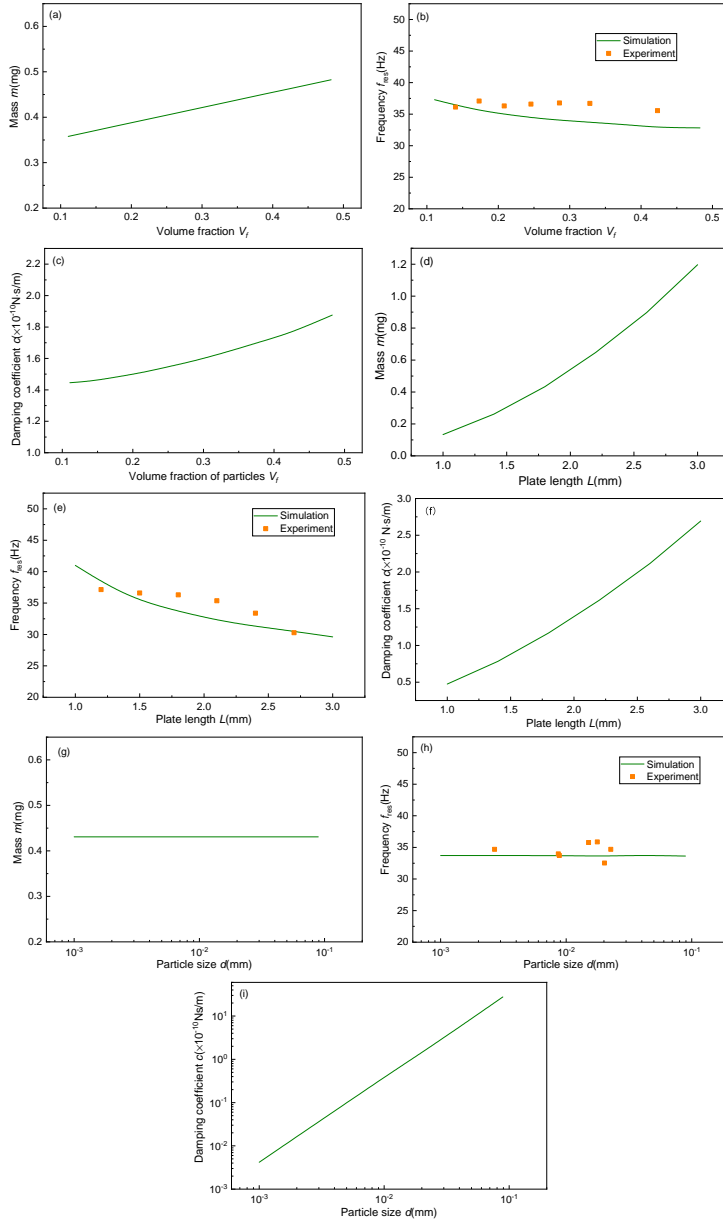 (a)
Mass m(mg)
0.6
0.5
0.4
0.3
0.2
0.1 0.2 0.3 0.4 0.5
Volume fraction V_f
(b)
Frequency f_res(Hz)
50
45
40
35
30
25
20
Simulation
Experiment
0.1 0.2 0.3 0.4 0.5
Volume fraction V_f
(c)
Damping coefficient c(×10⁻¹⁰N·s/m)
2.2
2.0
1.8
1.6
1.4
1.2
1.0
0.1 0.2 0.3 0.4 0.5
Volume fraction of particles V_f
(d)
Mass m(mg)
1.2
1.0
0.8
0.6
0.4
0.2
0.0
1.0 1.5 2.0 2.5 3.0
Plate length L(mm)
(e)
Frequency f_res(Hz)
50
45
40
35
30
25
20
Simulation
Experiment
1.0 1.5 2.0 2.5 3.0
Plate length L(mm)
(f)
Damping coefficient c(×10⁻¹⁰ N·s/m)
3.0
2.5
2.0
1.5
1.0
0.5
1.0 1.5 2.0 2.5 3.0
Plate length L(mm)
(g)
Mass m(mg)
0.6
0.5
0.4
0.3
0.2
10⁻³ 10⁻² 10⁻¹
Particle size d(mm)
(h)
Frequency f_res(Hz)
50
45
40
35
30
25
20
Simulation
Experiment
10⁻³ 10⁻² 10⁻¹
Particle size d(mm)
(i)
Damping coefficient c(×10⁻¹⁰Ns/m)
10¹
10⁰
10⁻¹
10⁻²
10⁻³
10⁻³ 10⁻² 10⁻¹
Particle size d(mm)